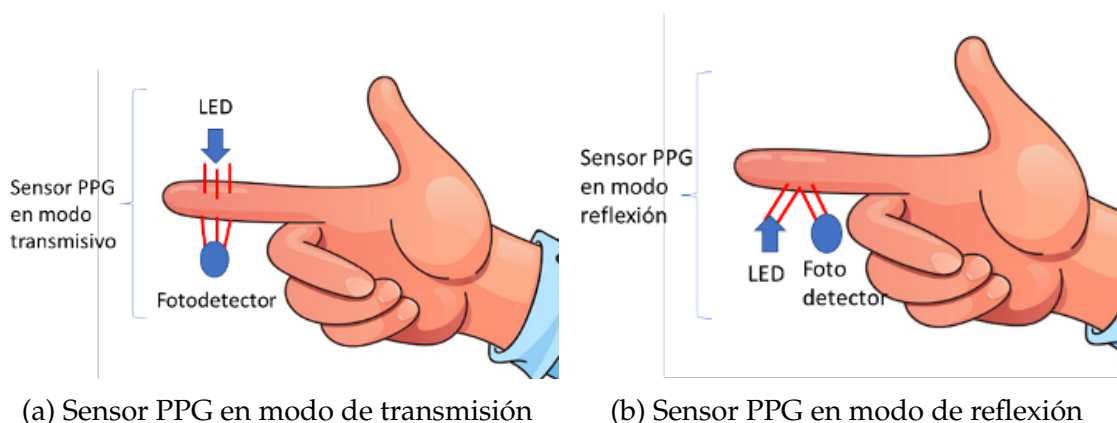 LED
Sensor PPG
en modo
transmisivo
Fotodetector
(a) Sensor PPG en modo de transmisión
Sensor PPG
en modo
reflexión
LED
Foto
detector
(b) Sensor PPG en modo de reflexión